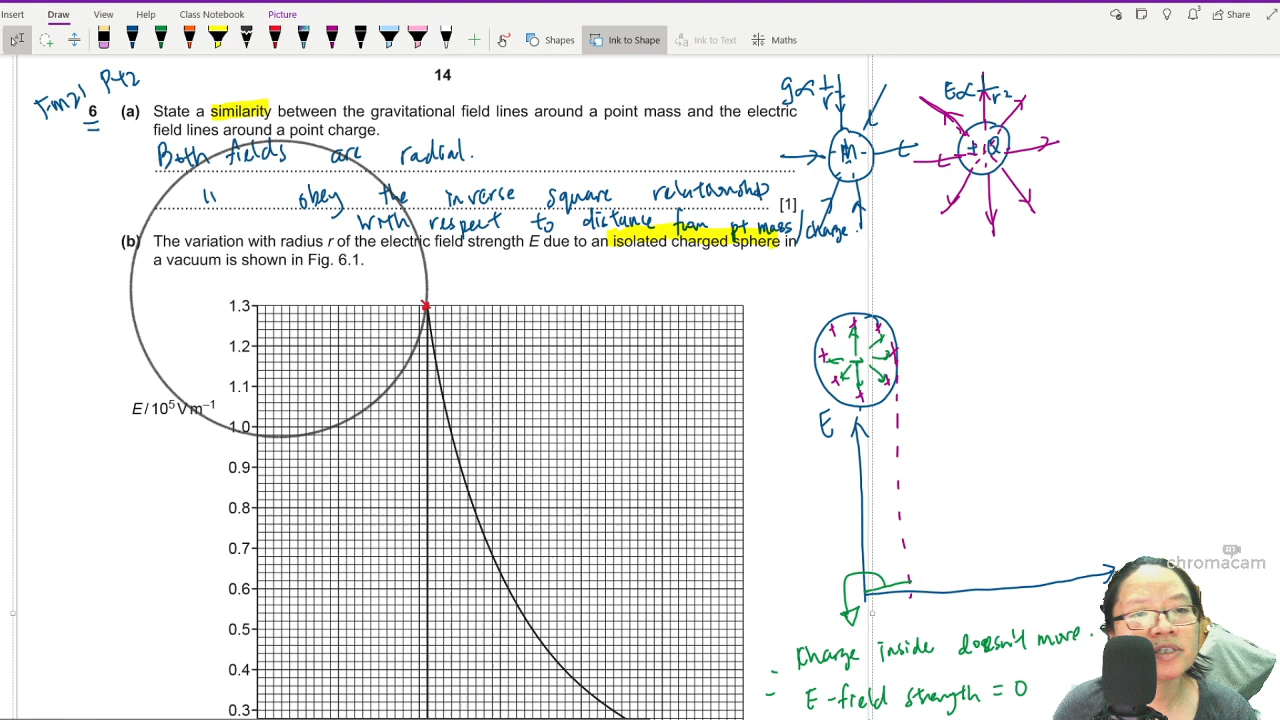 Insert Draw View Help Class Notebook Picture Share
Shapes Ink to Shape Ink to Text Maths
14
P42
6 (a) State a similarity between the gravitational field lines around a point mass and the electric
field lines around a point charge.
Both fields are radial.
" obey the inverse square relationship
[1]
with respect to distance from pt mass/charge.
(b) The variation with radius r of the electric field strength E due to an isolated charged sphere in
a vacuum is shown in Fig. 6.1.
1.3
1.2
1.1
E / 10⁵ V m⁻¹
1.0
0.9
0.8
0.7
0.6
0.5
0.4
0.3
E∝1/r²
M
+Q
E
chromacam
Charge inside doesn't move.
E-field strength = 0